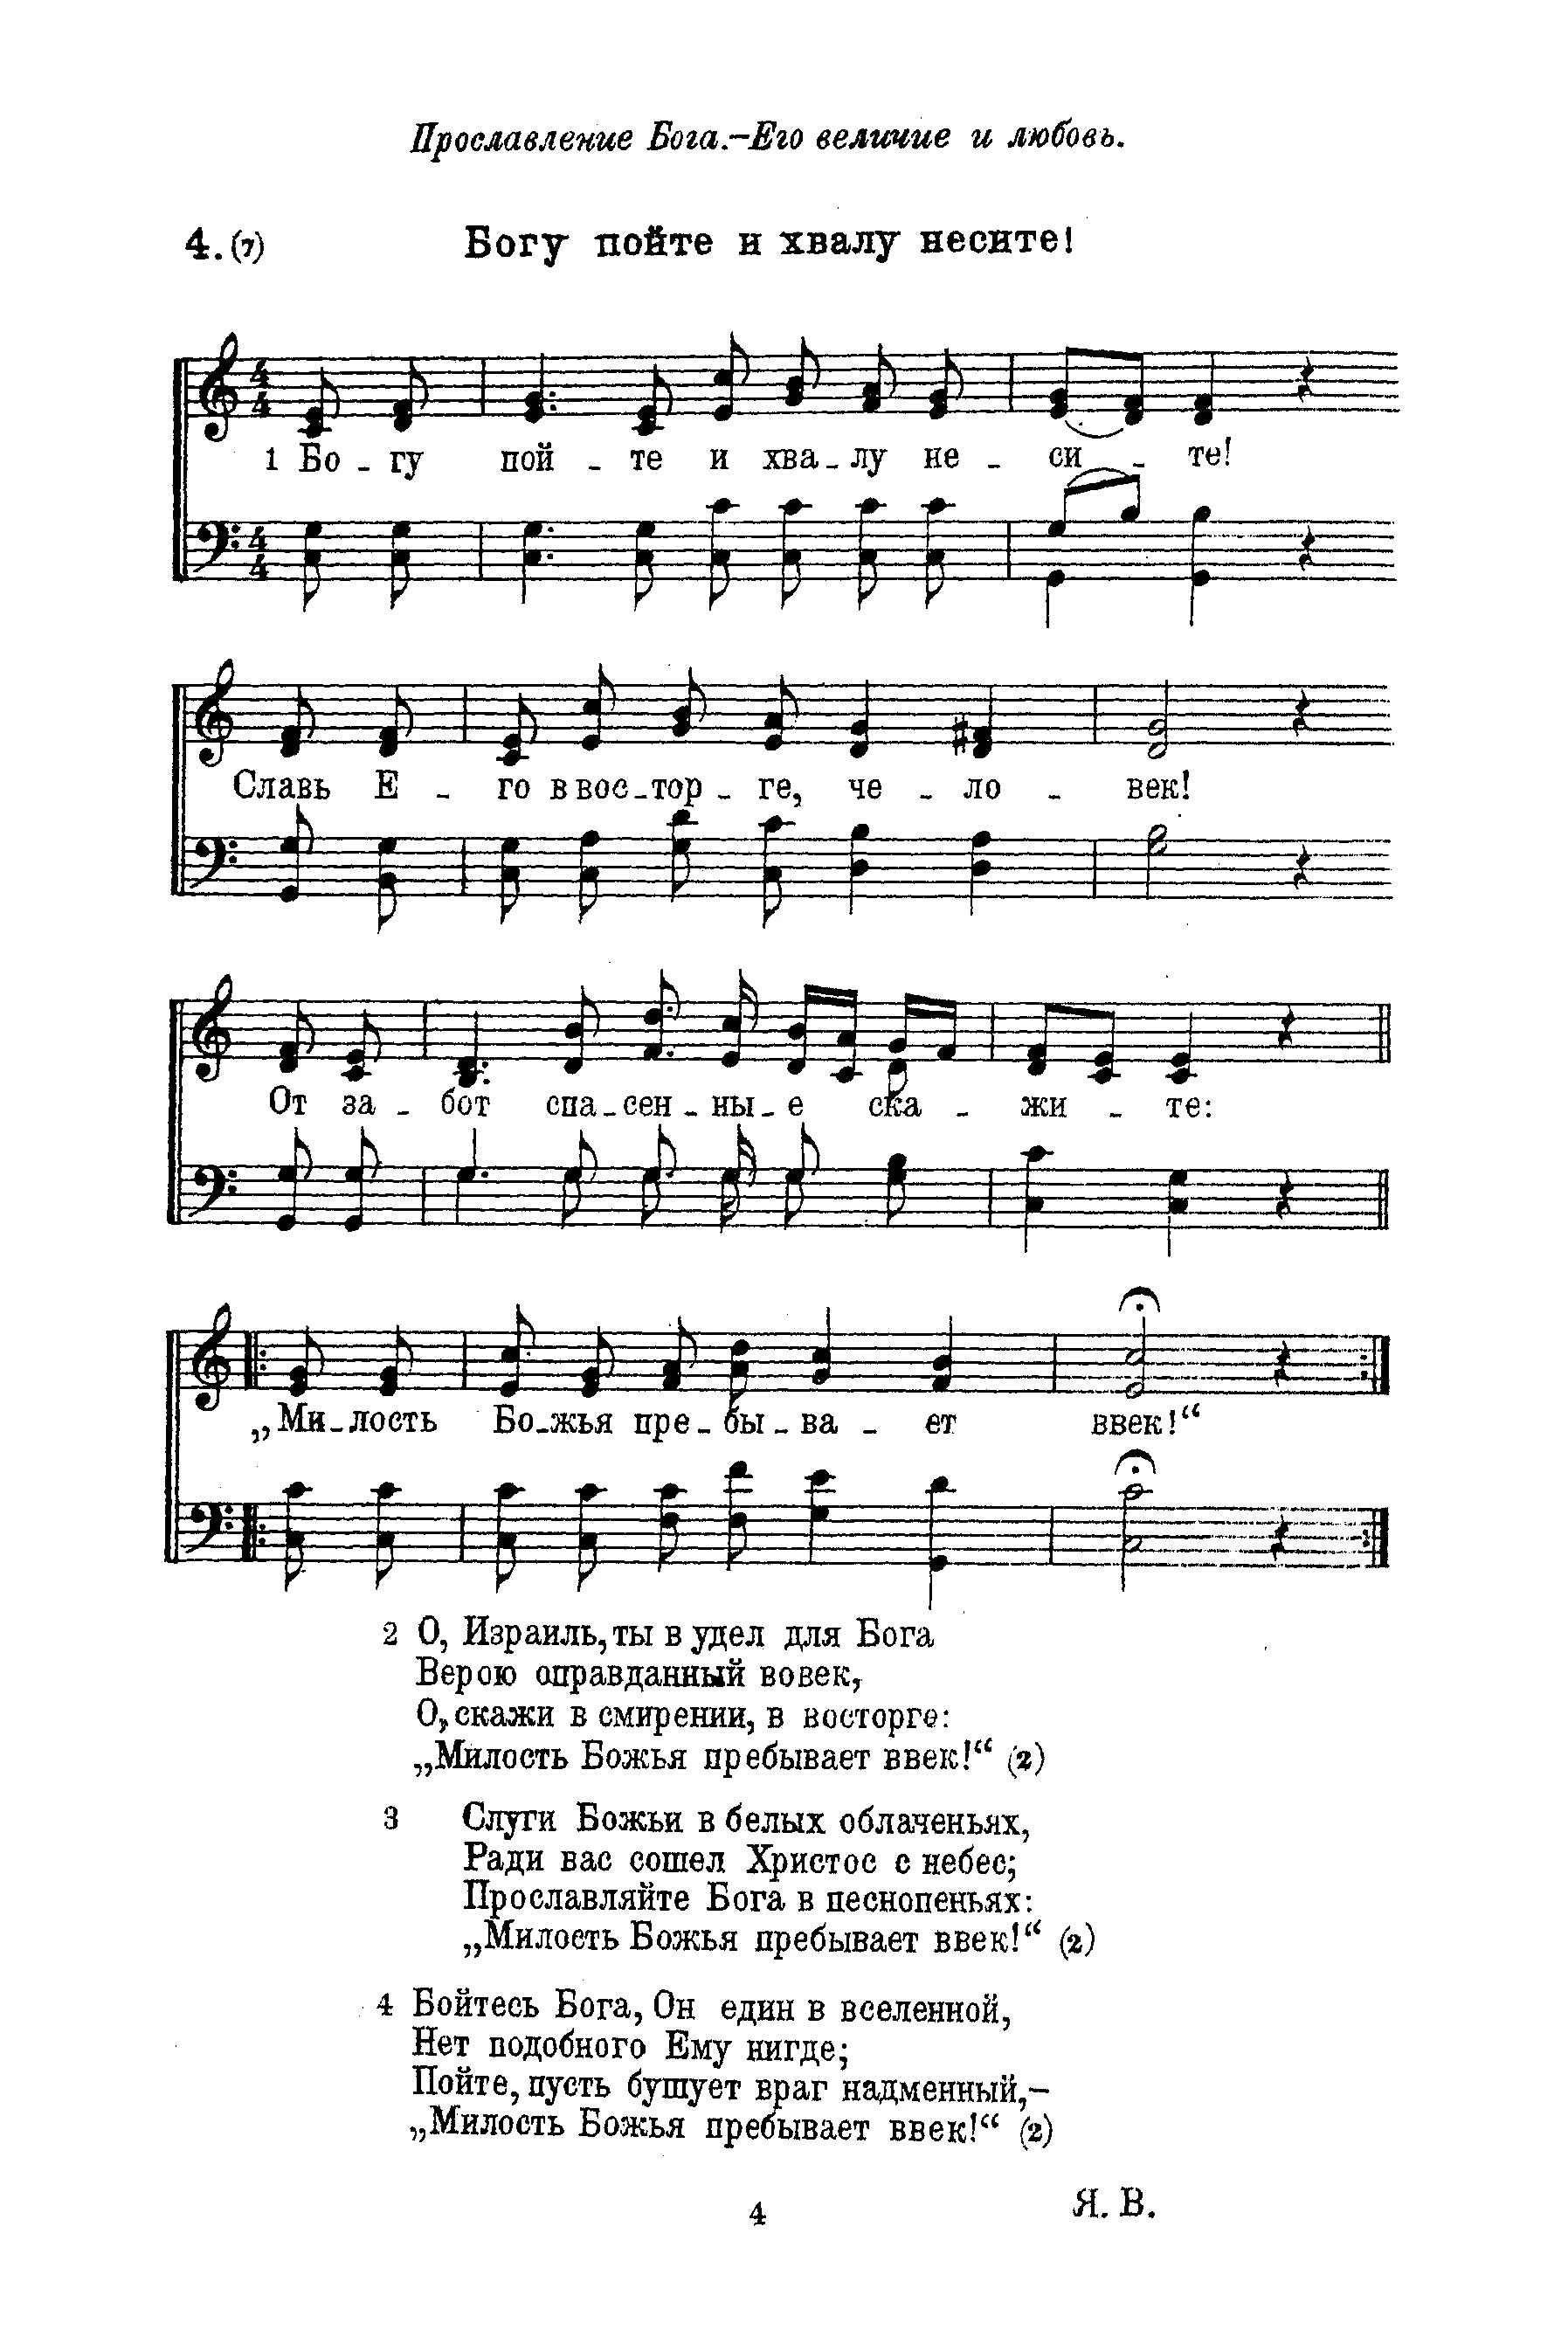 Прославление Бога.-Его величие и любовь.
4.(7) Богу пойте и хвалу несите!
1 Бо - гу пой - те и хва - лу не - си - те!
Славь Е - го в вос - тор - ге, че - ло - век!
От за - бот спа - сен - ны - е ска - жи - те:
„Ми - лость Бо - жья пре - бы - ва - ет ввек!“
2 О, Израиль, ты в удел для Бога
Верою оправданный вовек,
О, скажи в смирении, в восторге:
„Милость Божья пребывает ввек!“ (2)
3 Слуги Божьи в белых облаченьях,
Ради вас сошел Христос с небес;
Прославляйте Бога в песнопеньях:
„Милость Божья пребывает ввек!“ (2)
4 Бойтесь Бога, Он един в вселенной,
Нет подобного Ему нигде;
Пойте, пусть бушует враг надменный,–
„Милость Божья пребывает ввек!“ (2)
Я. В.
4